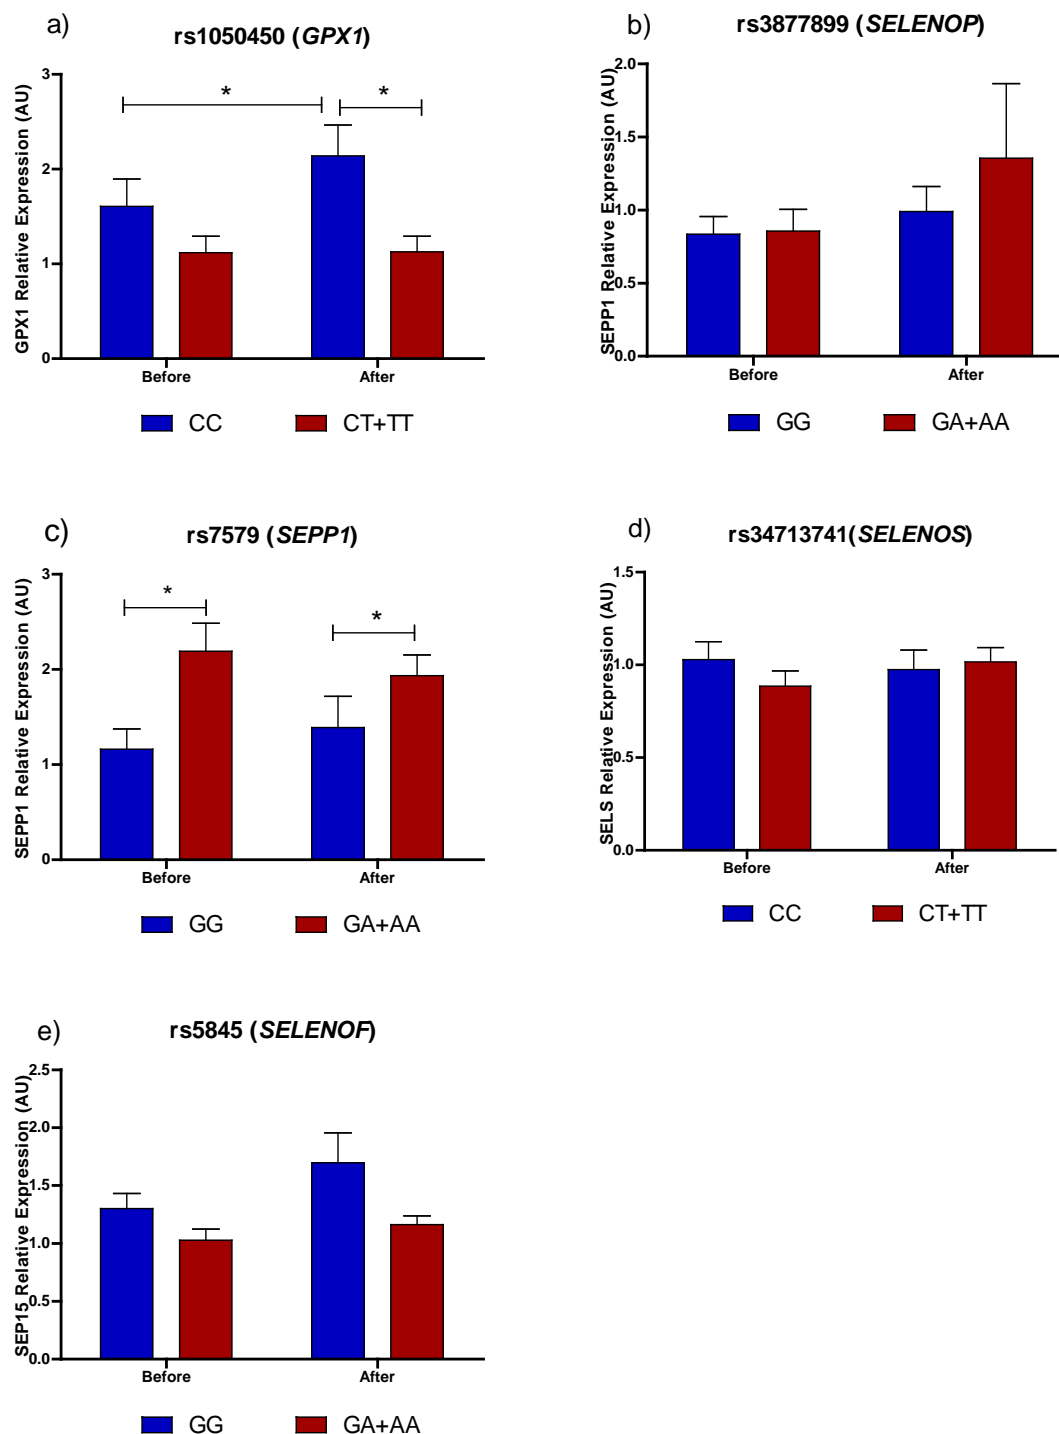 a)
rs1050450 (GPX1)
GPX1 Relative Expression (AU)
3
2
1
0
*
*
Before
After
CC
CT+TT
b)
rs3877899 (SELENOP)
SEPP1 Relative Expression (AU)
2.0
1.5
1.0
0.5
0.0
Before
After
GG
GA+AA
c)
rs7579 (SEPP1)
SEPP1 Relative Expression (AU)
3
2
1
0
*
*
Before
After
GG
GA+AA
d)
rs34713741(SELENOS)
SELS Relative Expression (AU)
1.5
1.0
0.5
0.0
Before
After
CC
CT+TT
e)
rs5845 (SELENOF)
SEP15 Relative Expression (AU)
2.5
2.0
1.5
1.0
0.5
0.0
Before
After
GG
GA+AA